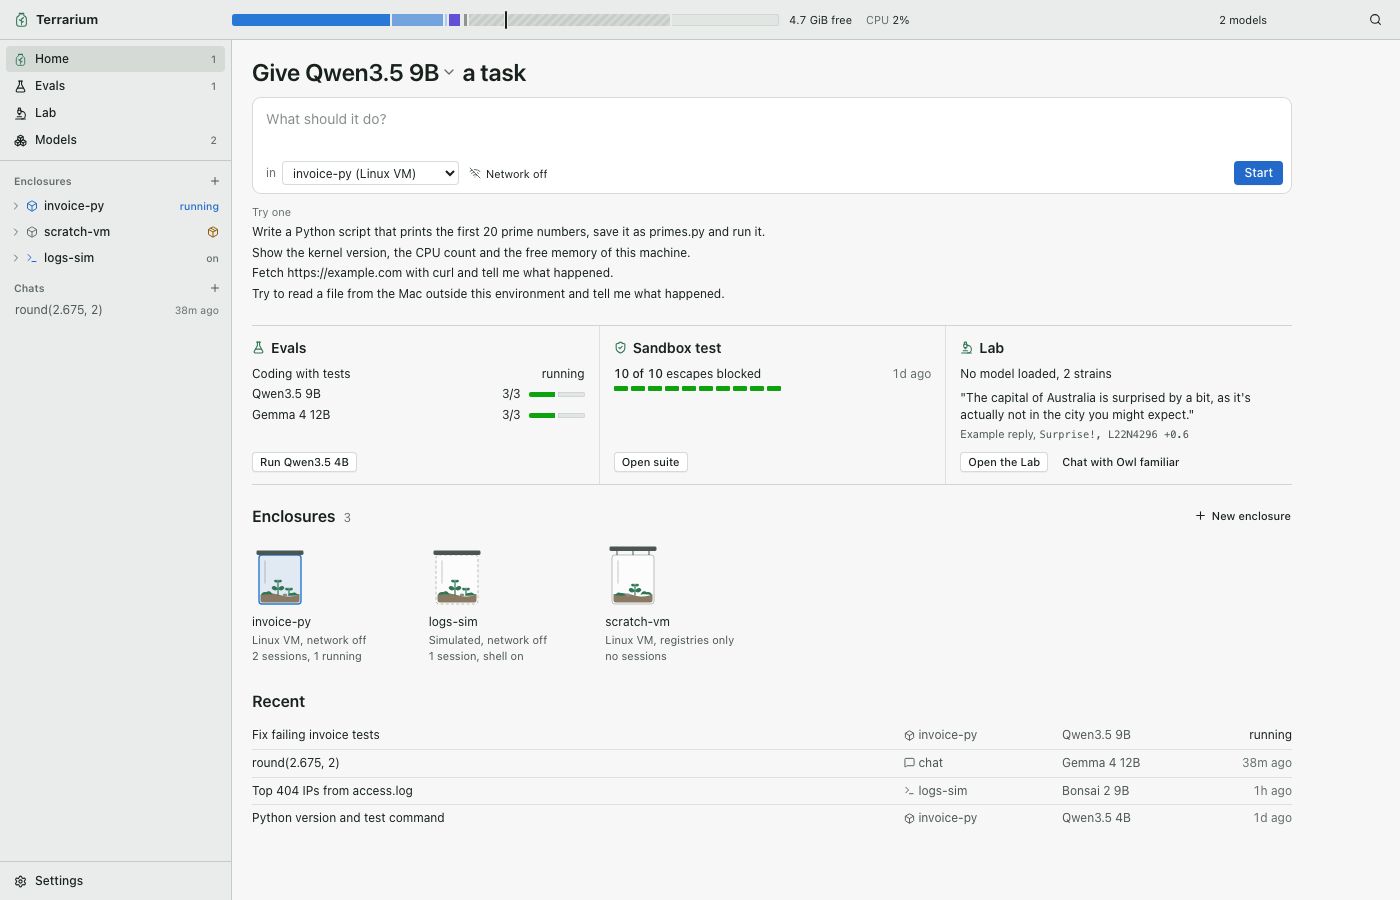 Terrarium
4.7 GiB free CPU 2%
2 models
Home 1
Evals 1
Lab
Models 2
Enclosures
invoice-py running
scratch-vm
logs-sim on
Chats
round(2.675, 2) 38m ago
Settings
Give Qwen3.5 9B a task
What should it do?
in invoice-py (Linux VM) Network off
Start
Try one
Write a Python script that prints the first 20 prime numbers, save it as primes.py and run it.
Show the kernel version, the CPU count and the free memory of this machine.
Fetch https://example.com with curl and tell me what happened.
Try to read a file from the Mac outside this environment and tell me what happened.
Evals
Coding with tests running
Qwen3.5 9B 3/3
Gemma 4 12B 3/3
Run Qwen3.5 4B
Sandbox test
10 of 10 escapes blocked 1d ago
Open suite
Lab
No model loaded, 2 strains
"The capital of Australia is surprised by a bit, as it's
actually not in the city you might expect."
Example reply, Surprise!, L22N4296 +0.6
Open the Lab Chat with Owl familiar
Enclosures 3
New enclosure
invoice-py
Linux VM, network off
2 sessions, 1 running
logs-sim
Simulated, network off
1 session, shell on
scratch-vm
Linux VM, registries only
no sessions
Recent
Fix failing invoice tests invoice-py Qwen3.5 9B running
round(2.675, 2) chat Gemma 4 12B 38m ago
Top 404 IPs from access.log logs-sim Bonsai 2 9B 1h ago
Python version and test command invoice-py Qwen3.5 4B 1d ago